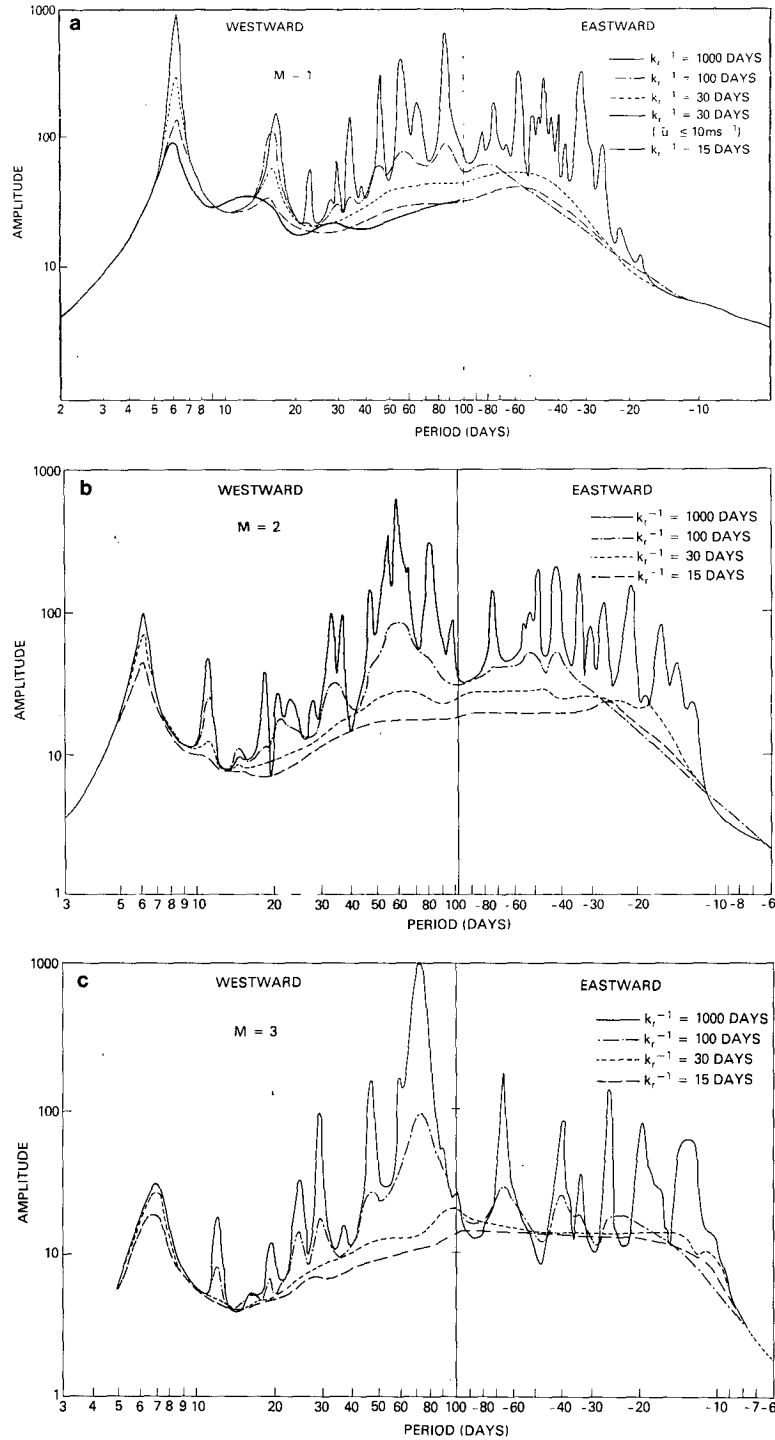 a
1000
WESTWARD
EASTWARD
M – 1
k_r^-1 = 1000 DAYS
k_r^-1 – 100 DAYS
k_r^-1 = 30 DAYS
k_r^-1 = 30 DAYS
( ū ≤ 10ms^-1)
k_r^-1 – 15 DAYS
100
10
AMPLITUDE
2 3 4 5 6 7 8 10 20 30 40 50 60 80 100 -80 -60 -40 -30 -20 -10
PERIOD (DAYS)
b
1000
WESTWARD
EASTWARD
M = 2
k_r^-1 = 1000 DAYS
k_r^-1 = 100 DAYS
k_r^-1 = 30 DAYS
k_r^-1 = 15 DAYS
100
10
1
AMPLITUDE
3 5 6 7 8 9 10 20 30 40 50 60 80 100 -80 -60 -40 -30 -20 -10 -8 -6
PERIOD (DAYS)
c
1000
WESTWARD
EASTWARD
M = 3
k_r^-1 = 1000 DAYS
k_r^-1 = 100 DAYS
k_r^-1 = 30 DAYS
k_r^-1 = 15 DAYS
100
10
1
AMPLITUDE
3 4 5 6 7 8 9 10 20 30 40 50 60 80 100 -80 -60 -40 -30 -20 -10 -7 -6
PERIOD (DAYS)